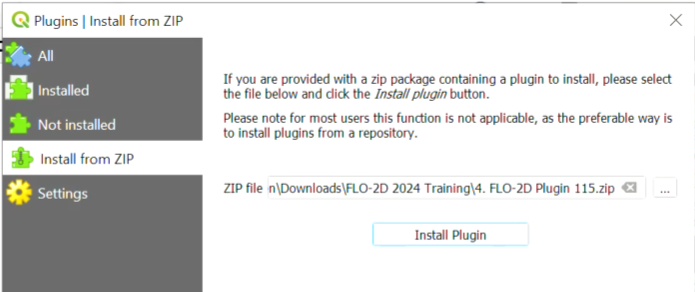 Plugins | Install from ZIP
All
Installed
Not installed
Install from ZIP
Settings
If you are provided with a zip package containing a plugin to install, please select
the file below and click the Install plugin button.
Please note for most users this function is not applicable, as the preferable way is
to install plugins from a repository.
ZIP file n\Downloads\FLO-2D 2024 Training\4. FLO-2D Plugin 115.zip ...
Install Plugin